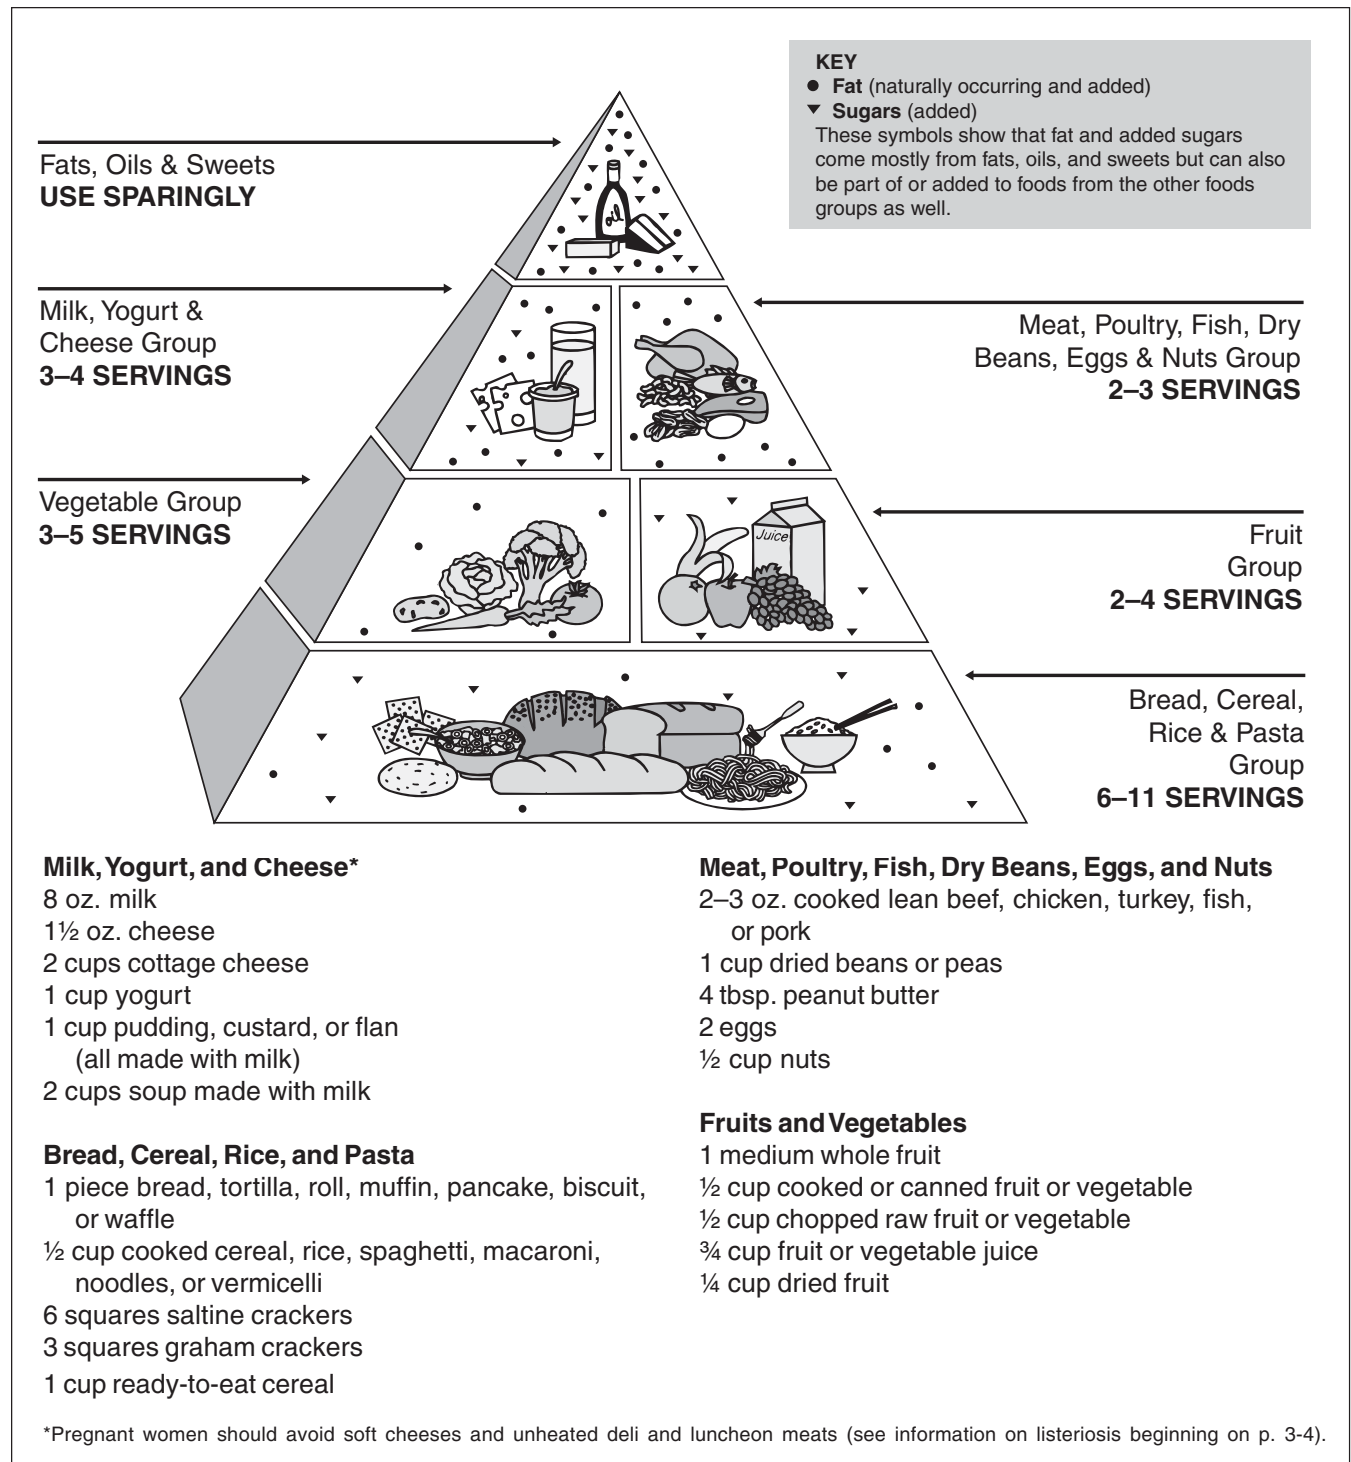 KEY
● Fat (naturally occurring and added)
▼ Sugars (added)
These symbols show that fat and added sugars
come mostly from fats, oils, and sweets but can also
be part of or added to foods from the other foods
groups as well.
Fats, Oils & Sweets
USE SPARINGLY
oil
Milk, Yogurt &
Cheese Group
3–4 SERVINGS
Meat, Poultry, Fish, Dry
Beans, Eggs & Nuts Group
2–3 SERVINGS
Vegetable Group
3–5 SERVINGS
Juice
Fruit
Group
2–4 SERVINGS
Bread, Cereal,
Rice & Pasta
Group
6–11 SERVINGS
Milk, Yogurt, and Cheese*
8 oz. milk
1½ oz. cheese
2 cups cottage cheese
1 cup yogurt
1 cup pudding, custard, or flan
(all made with milk)
2 cups soup made with milk
Bread, Cereal, Rice, and Pasta
1 piece bread, tortilla, roll, muffin, pancake, biscuit,
or waffle
½ cup cooked cereal, rice, spaghetti, macaroni,
noodles, or vermicelli
6 squares saltine crackers
3 squares graham crackers
1 cup ready-to-eat cereal
Meat, Poultry, Fish, Dry Beans, Eggs, and Nuts
2–3 oz. cooked lean beef, chicken, turkey, fish,
or pork
1 cup dried beans or peas
4 tbsp. peanut butter
2 eggs
½ cup nuts
Fruits and Vegetables
1 medium whole fruit
½ cup cooked or canned fruit or vegetable
½ cup chopped raw fruit or vegetable
¾ cup fruit or vegetable juice
¼ cup dried fruit
*Pregnant women should avoid soft cheeses and unheated deli and luncheon meats (see information on listeriosis beginning on p. 3-4).